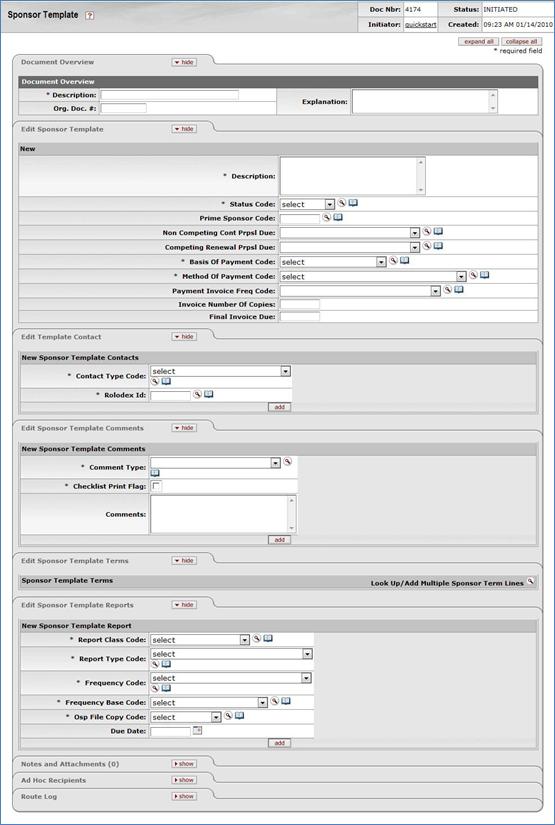 Sponsor Template ?
Doc Nbr: 4174 Status: INITIATED
Initiator: quickstart Created: 09:23 AM 01/14/2010
expand all collapse all
* required field
Document Overview hide
Document Overview
* Description: Explanation:
Org. Doc. #:
Edit Sponsor Template hide
New
* Description:
* Status Code: select
Prime Sponsor Code:
Non Competing Cont Prpsl Due:
Competing Renewal Prpsl Due:
* Basis Of Payment Code: select
* Method Of Payment Code: select
Payment Invoice Freq Code:
Invoice Number Of Copies:
Final Invoice Due:
Edit Template Contact hide
New Sponsor Template Contacts
* Contact Type Code: select
* Rolodex Id:
add
Edit Sponsor Template Comments hide
New Sponsor Template Comments
* Comment Type:
* Checklist Print Flag:
Comments:
add
Edit Sponsor Template Terms hide
Sponsor Template Terms Look Up/Add Multiple Sponsor Term Lines
Edit Sponsor Template Reports hide
New Sponsor Template Report
* Report Class Code: select
* Report Type Code: select
* Frequency Code: select
* Frequency Base Code: select
* Osp File Copy Code: select
Due Date:
add
Notes and Attachments (0) show
Ad Hoc Recipients show
Route Log show